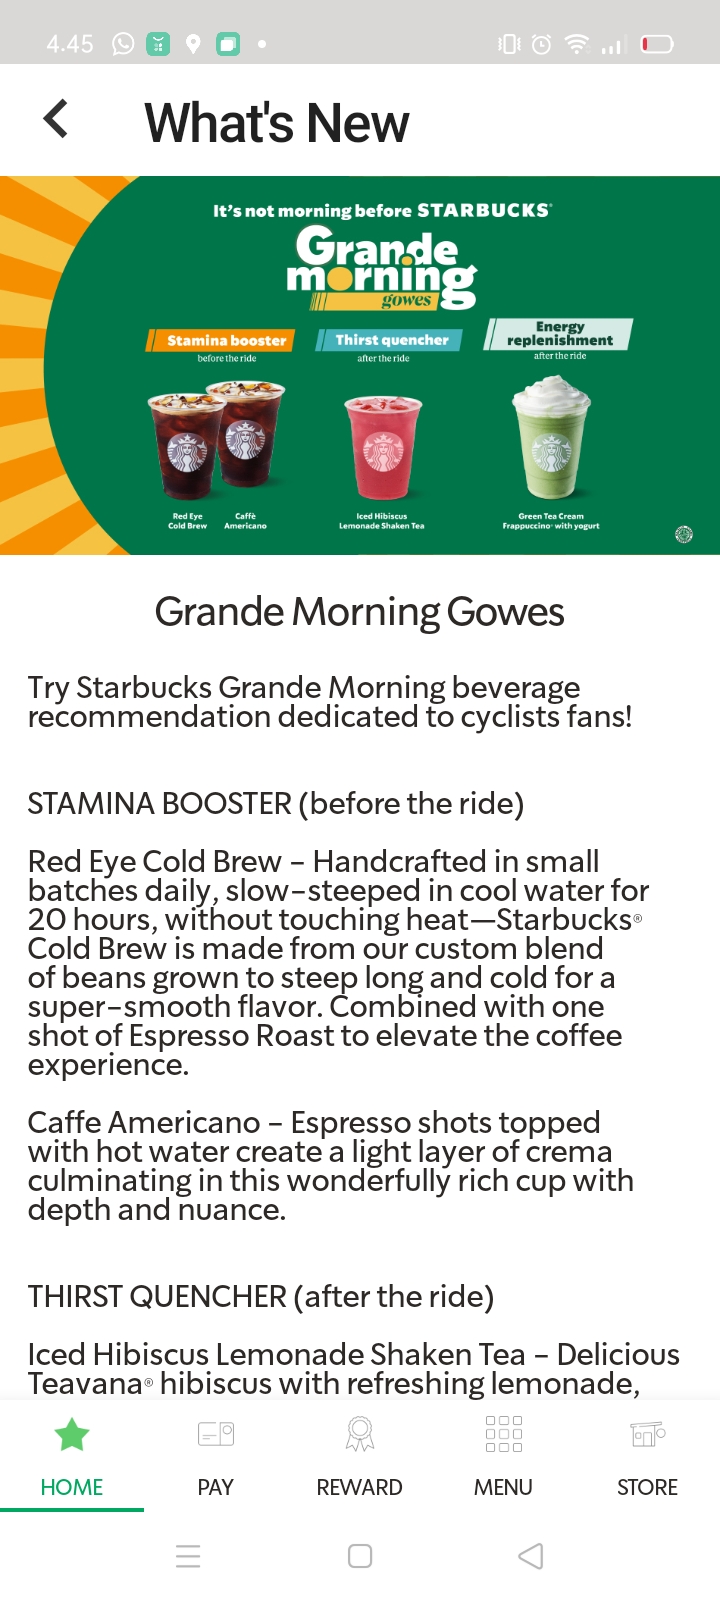 4.45
What's New
It's not morning before STARBUCKS®
Grande
morning
gowes
Stamina booster
before the ride
Thirst quencher
after the ride
Energy
replenishment
after the ride
Red Eye
Cold Brew
Caffè
Americano
Iced Hibiscus
Lemonade Shaken Tea
Green Tea Cream
Frappuccino® with yogurt
Grande Morning Gowes
Try Starbucks Grande Morning beverage
recommendation dedicated to cyclists fans!
STAMINA BOOSTER (before the ride)
Red Eye Cold Brew – Handcrafted in small
batches daily, slow-steeped in cool water for
20 hours, without touching heat—Starbucks®
Cold Brew is made from our custom blend
of beans grown to steep long and cold for a
super-smooth flavor. Combined with one
shot of Espresso Roast to elevate the coffee
experience.
Caffe Americano – Espresso shots topped
with hot water create a light layer of crema
culminating in this wonderfully rich cup with
depth and nuance.
THIRST QUENCHER (after the ride)
Iced Hibiscus Lemonade Shaken Tea – Delicious
Teavana® hibiscus with refreshing lemonade,
HOME
PAY
REWARD
MENU
STORE